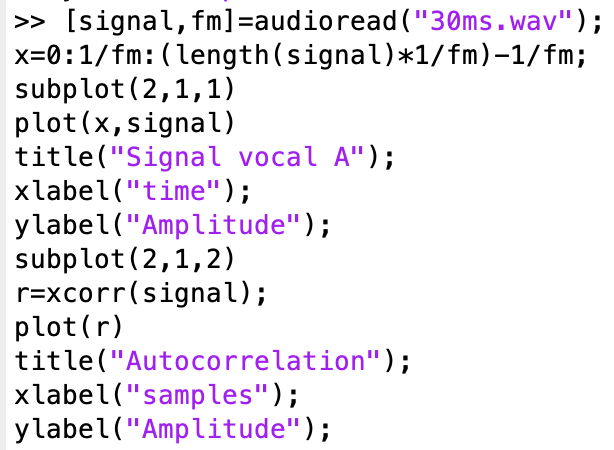 >> [signal,fm]=audioread("30ms.wav");
x=0:1/fm:(length(signal)*1/fm)-1/fm;
subplot(2,1,1)
plot(x,signal)
title("Signal vocal A");
xlabel("time");
ylabel("Amplitude");
subplot(2,1,2)
r=xcorr(signal);
plot(r)
title("Autocorrelation");
xlabel("samples");
ylabel("Amplitude");